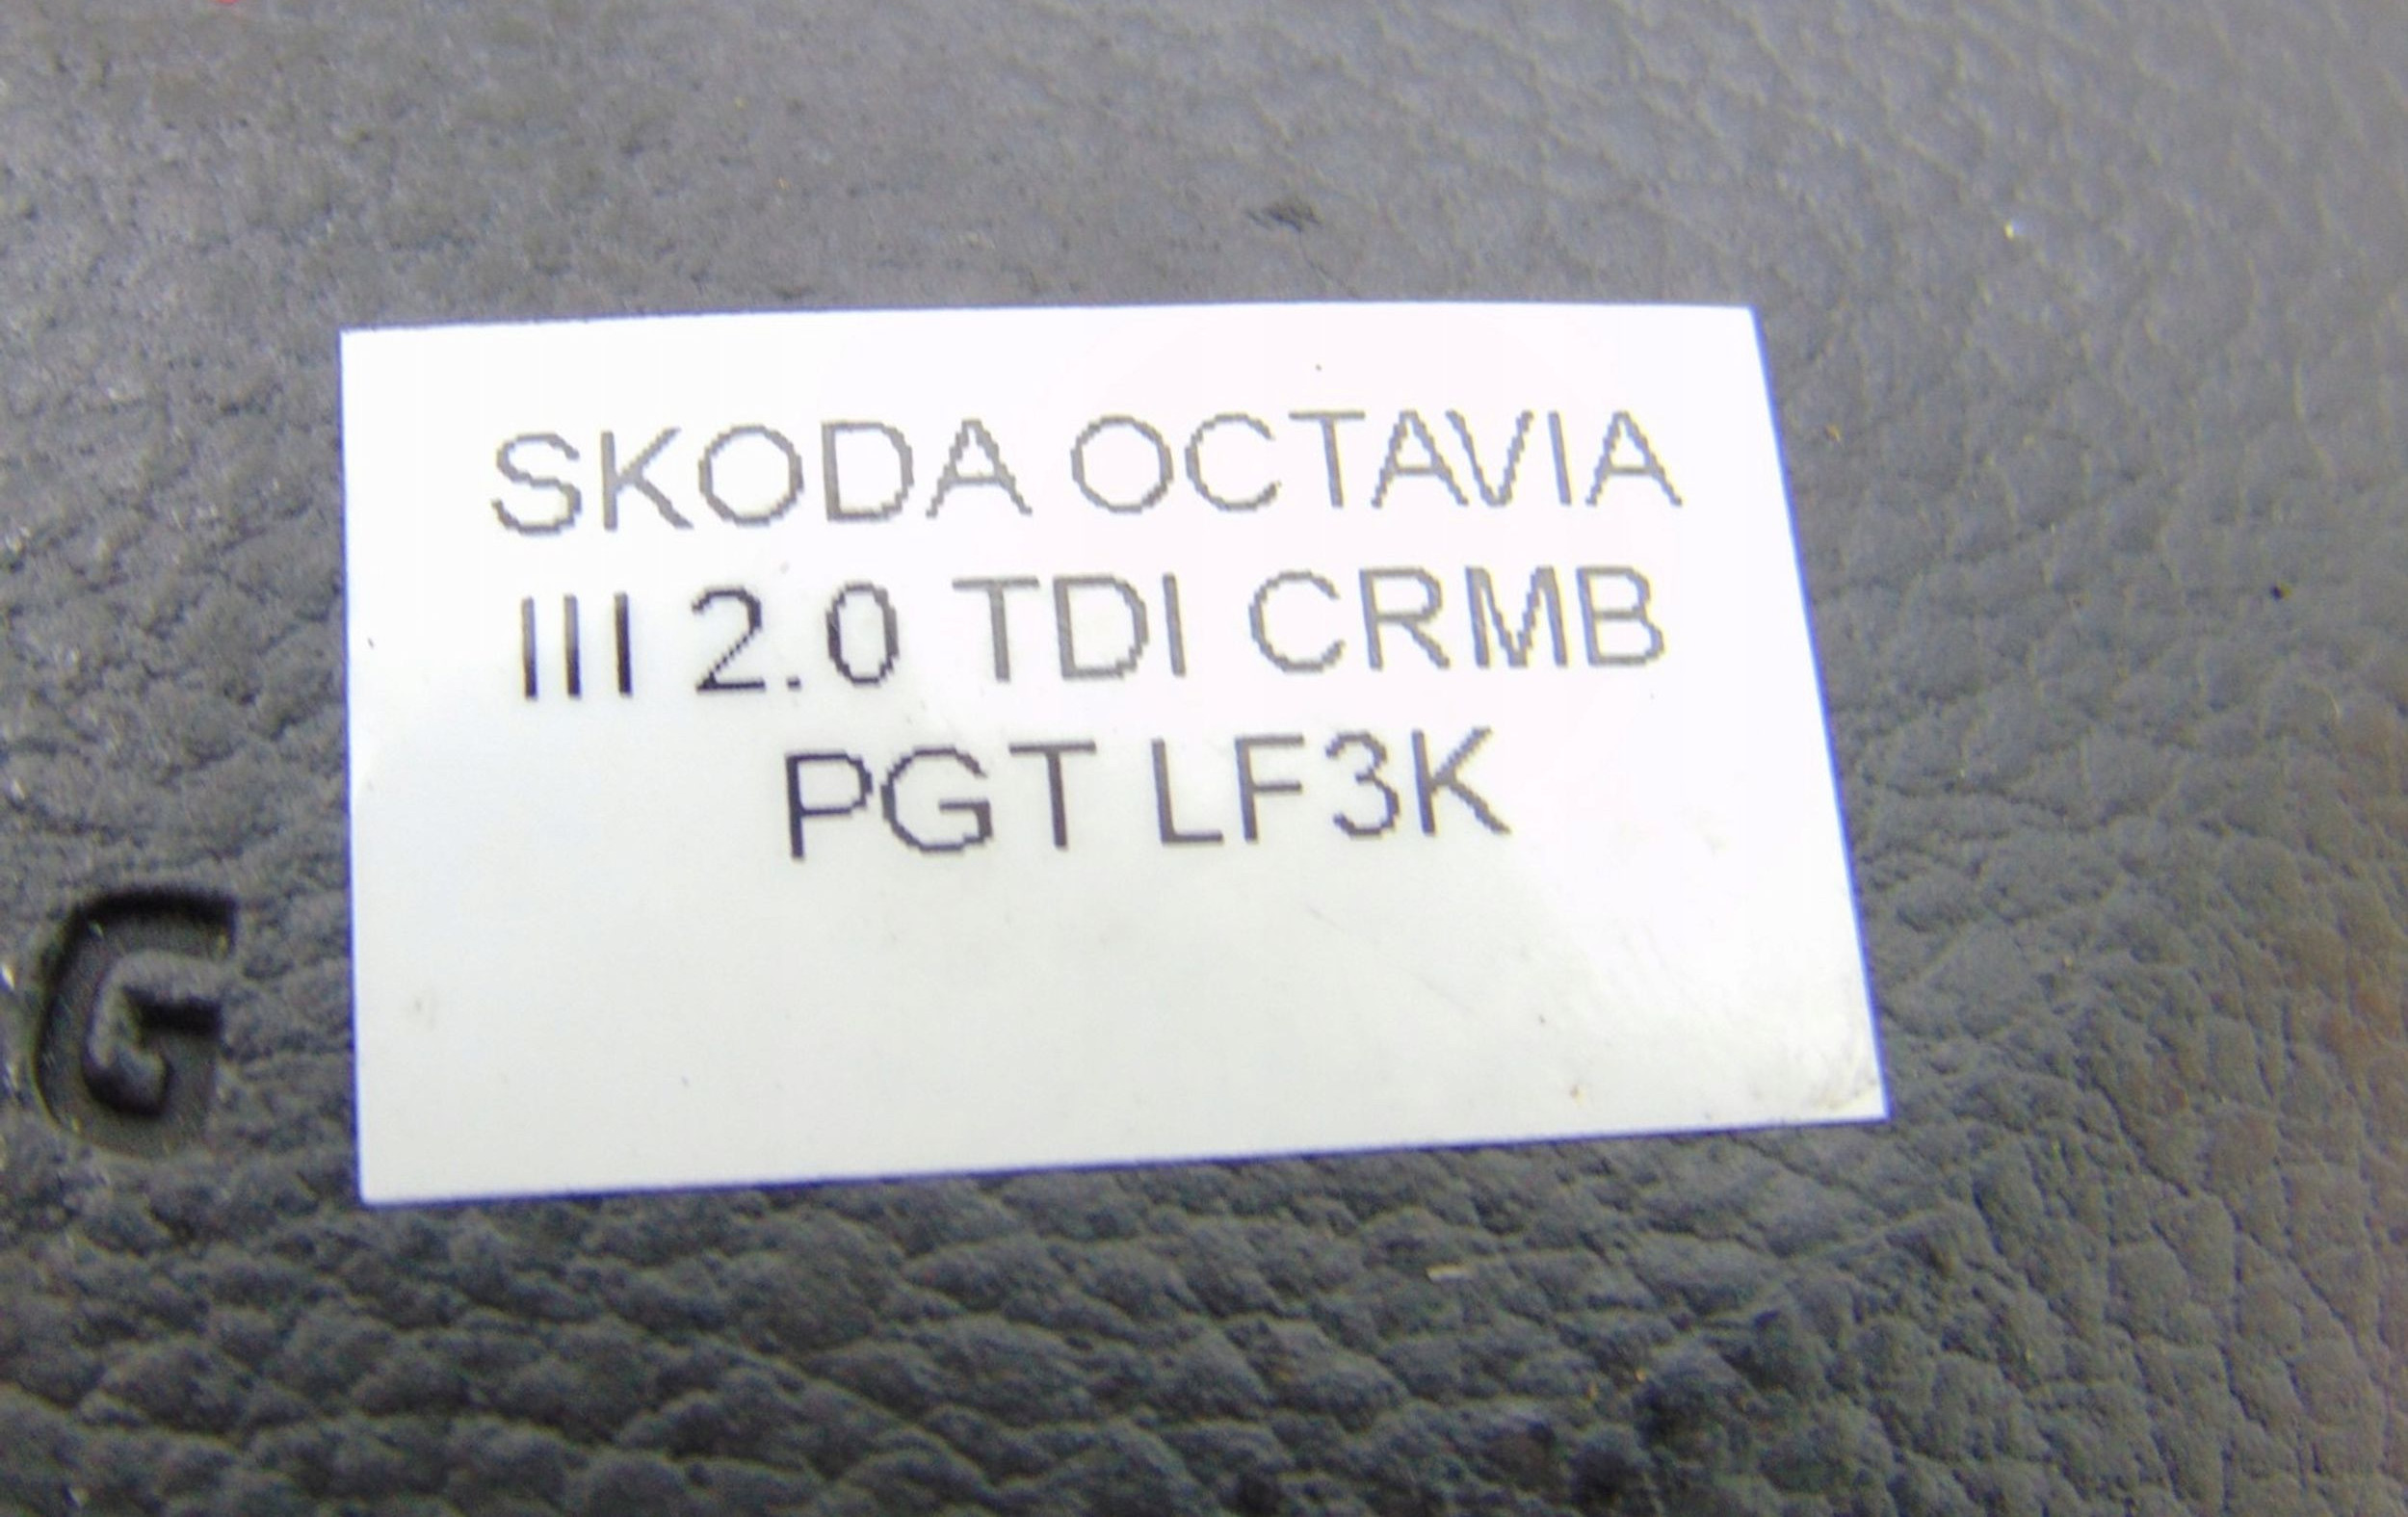 SKODA OCTAVIA
III 2.0 TDI CRMB
PGT LF3K
G